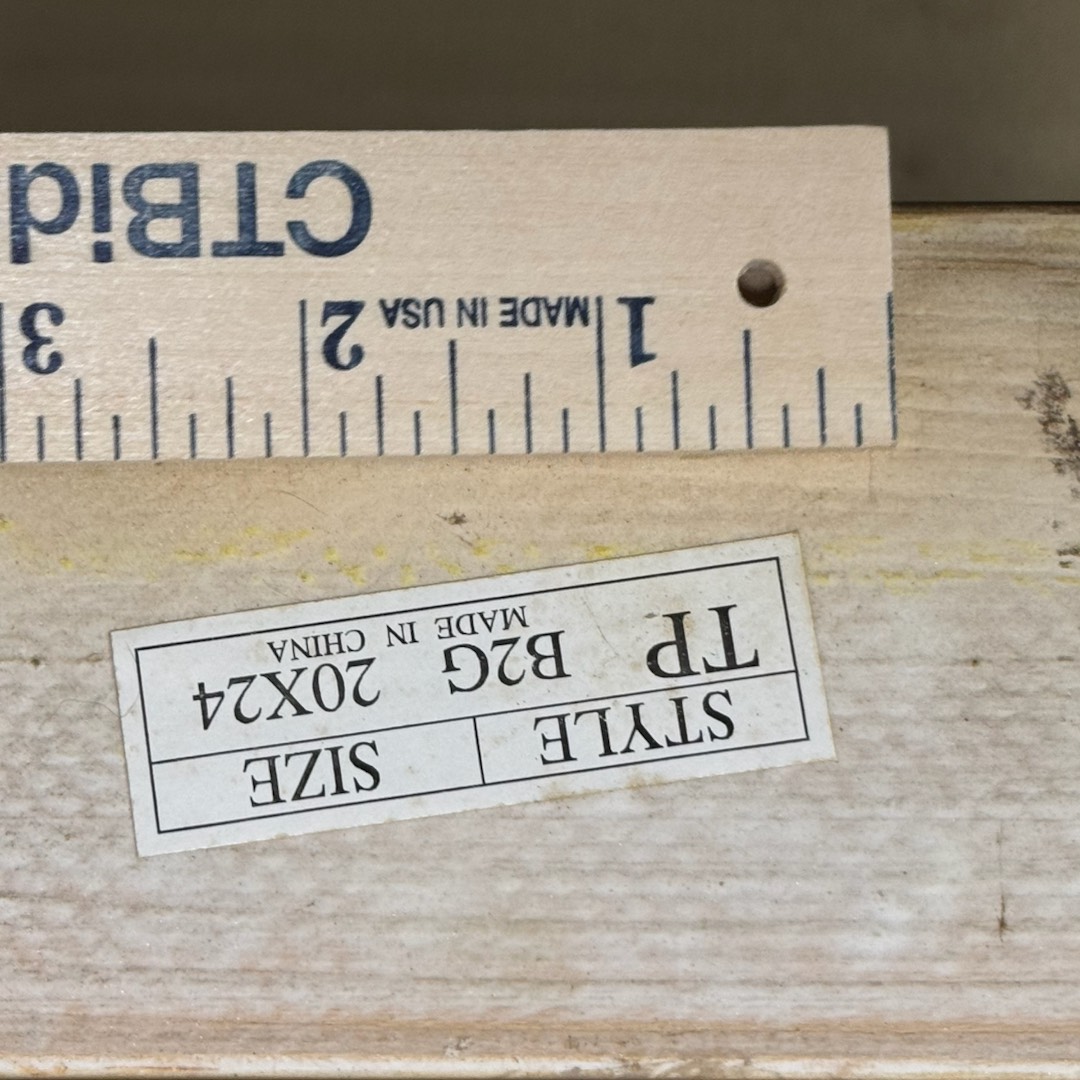 STYLE SIZE
TP B2G 20X24
MADE IN CHINA
1 MADE IN USA 2 3
CTBid